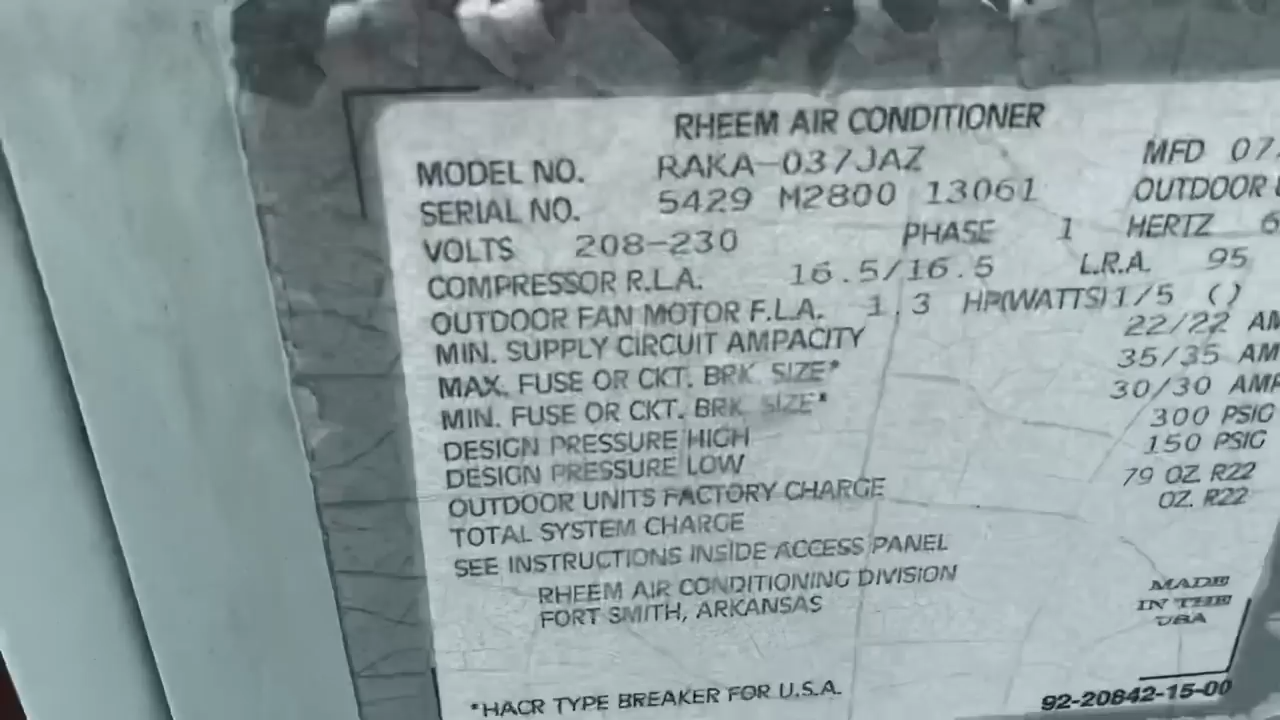 RHEEM AIR CONDITIONER
MODEL NO. RAKA-037JAZ MFD 07
SERIAL NO. 5429 M2800 13061 OUTDOOR
VOLTS 208-230 PHASE 1 HERTZ 6
COMPRESSOR R.L.A. 16.5/16.5 L.R.A. 95
OUTDOOR FAN MOTOR F.L.A. 1.3 HP(WATTS) 1/5 ()
MIN. SUPPLY CIRCUIT AMPACITY 22/22 AM
MAX. FUSE OR CKT. BRK. SIZE* 35/35 AM
MIN. FUSE OR CKT. BRK. SIZE* 30/30 AMP
DESIGN PRESSURE HIGH 300 PSIG
DESIGN PRESSURE LOW 150 PSIG
OUTDOOR UNITS FACTORY CHARGE 79 OZ. R22
TOTAL SYSTEM CHARGE OZ. R22
SEE INSTRUCTIONS INSIDE ACCESS PANEL
RHEEM AIR CONDITIONING DIVISION
FORT SMITH, ARKANSAS
MADE
IN THE
USA
*HACR TYPE BREAKER FOR U.S.A.
92-20842-15-00